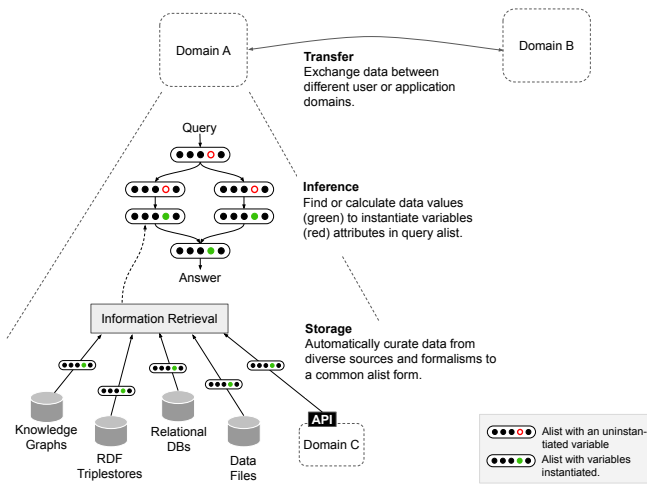 Domain A
Domain B
Transfer
Exchange data between
different user or application
domains.
Query
Inference
Find or calculate data values
(green) to instantiate variables
(red) attributes in query alist.
Answer
Information Retrieval
Storage
Automatically curate data from
diverse sources and formalisms to
a common alist form.
Knowledge
Graphs
RDF
Triplestores
Relational
DBs
Data
Files
API
Domain C
Alist with an uninstan-
tiated variable
Alist with variables
instantiated.